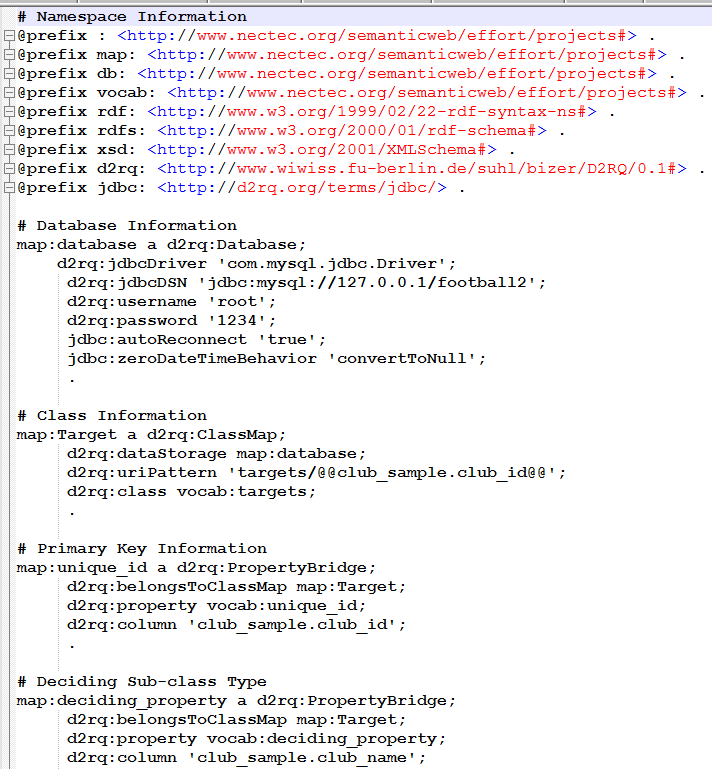 # Namespace Information
@prefix : <http://www.nectec.org/semanticweb/effort/projects#> .
@prefix map: <http://www.nectec.org/semanticweb/effort/projects#> .
@prefix db: <http://www.nectec.org/semanticweb/effort/projects#> .
@prefix vocab: <http://www.nectec.org/semanticweb/effort/projects#> .
@prefix rdf: <http://www.w3.org/1999/02/22-rdf-syntax-ns#> .
@prefix rdfs: <http://www.w3.org/2000/01/rdf-schema#> .
@prefix xsd: <http://www.w3.org/2001/XMLSchema#> .
@prefix d2rq: <http://www.wiwiss.fu-berlin.de/suhl/bizer/D2RQ/0.1#> .
@prefix jdbc: <http://d2rq.org/terms/jdbc/> .

# Database Information
map:database a d2rq:Database;
    d2rq:jdbcDriver 'com.mysql.jdbc.Driver';
     d2rq:jdbcDSN 'jdbc:mysql://127.0.0.1/football2';
     d2rq:username 'root';
     d2rq:password '1234';
     jdbc:autoReconnect 'true';
     jdbc:zeroDateTimeBehavior 'convertToNull';
     .

# Class Information
map:Target a d2rq:ClassMap;
     d2rq:dataStorage map:database;
     d2rq:uriPattern 'targets/@@club_sample.club_id@@';
     d2rq:class vocab:targets;
     .

# Primary Key Information
map:unique_id a d2rq:PropertyBridge;
     d2rq:belongsToClassMap map:Target;
     d2rq:property vocab:unique_id;
     d2rq:column 'club_sample.club_id';
     .

# Deciding Sub-class Type
map:deciding_property a d2rq:PropertyBridge;
     d2rq:belongsToClassMap map:Target;
     d2rq:property vocab:deciding_property;
     d2rq:column 'club_sample.club_name';